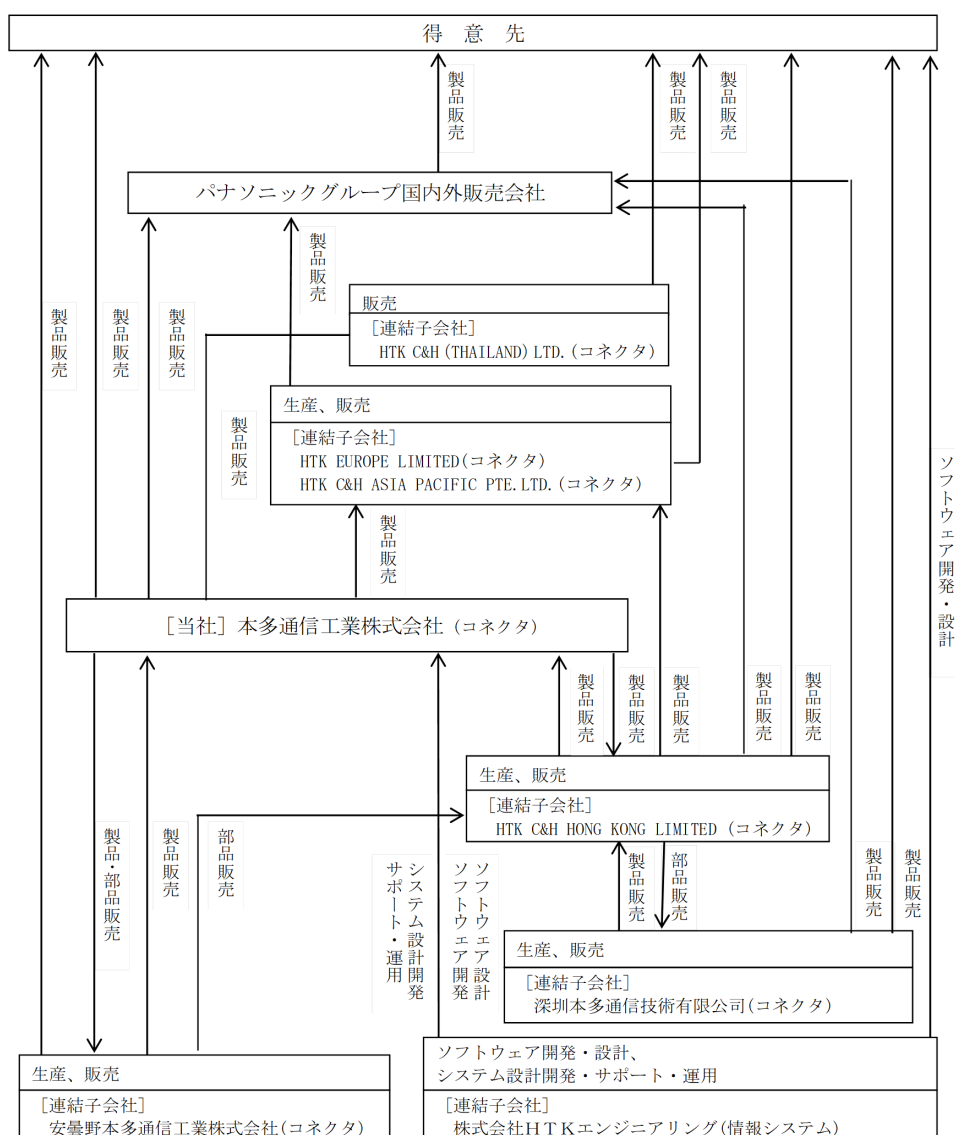 得 意 先
製品販売
製品販売
製品販売
パナソニックグループ国内外販売会社
製品販売
販売
［連結子会社］
HTK C&H(THAILAND)LTD.(コネクタ)
製品販売
製品販売
製品販売
生産、販売
［連結子会社］
HTK EUROPE LIMITED(コネクタ)
HTK C&H ASIA PACIFIC PTE.LTD.(コネクタ)
製品販売
ソフトウェア開発・設計
製品販売
［当社］本多通信工業株式会社（コネクタ）
製品販売
製品販売
製品販売
製品販売
製品販売
生産、販売
［連結子会社］
HTK C&H HONG KONG LIMITED (コネクタ)
製品・部品販売
製品販売
部品販売
システム設計開発
サポート・運用
ソフトウェア設計
ソフトウェア開発
製品販売
部品販売
製品販売
製品販売
生産、販売
［連結子会社］
深圳本多通信技術有限公司(コネクタ)
生産、販売
［連結子会社］
安曇野本多通信工業株式会社(コネクタ)
ソフトウェア開発・設計、
システム設計開発・サポート・運用
［連結子会社］
株式会社ＨＴＫエンジニアリング(情報システム)